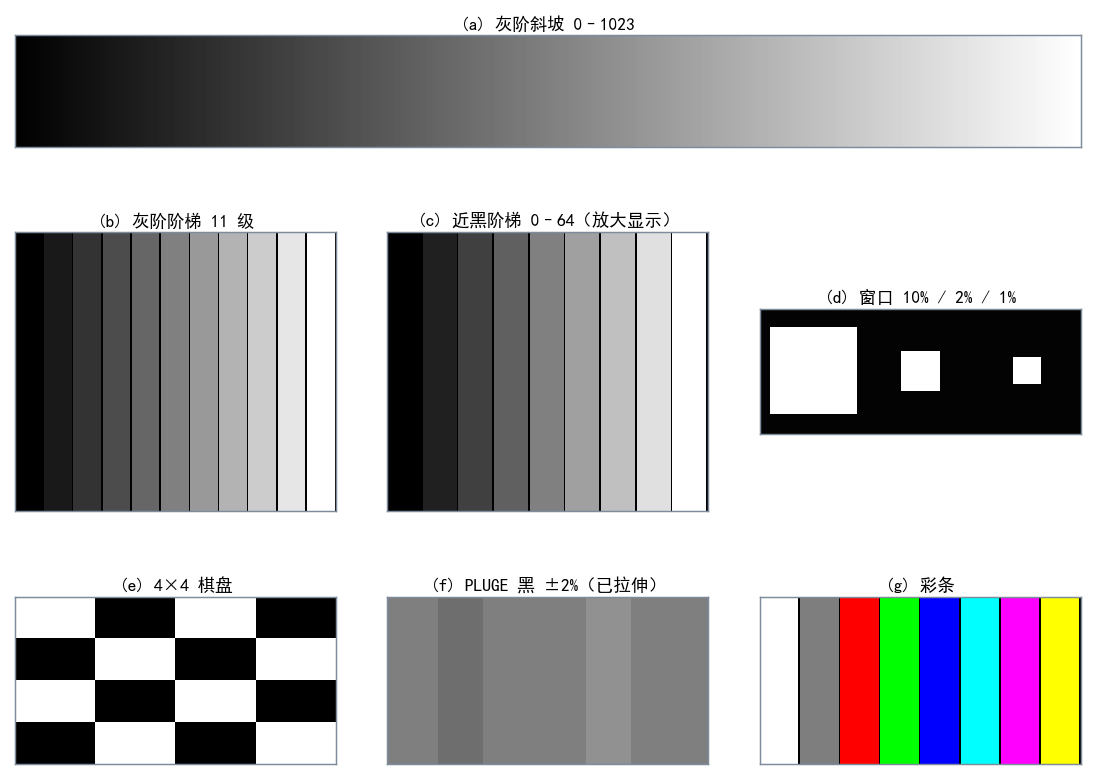 (a) 灰阶斜坡 0–1023
(b) 灰阶阶梯 11 级
(c) 近黑阶梯 0–64（放大显示）
(d) 窗口 10% / 2% / 1%
(e) 4×4 棋盘
(f) PLUGE 黑 ±2%（已拉伸）
(g) 彩条